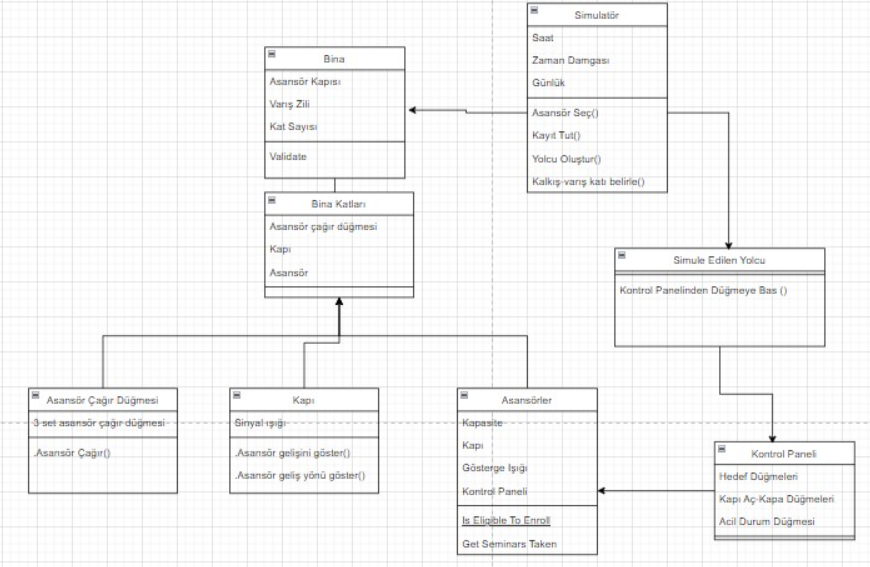 Simulatör
Saat
Zaman Damgası
Günlük
Asansör Seç()
Kayıt Tut()
Yolcu Oluştur()
Kalkış-varış katı belirle()
Bina
Asansör Kapısı
Varış Zili
Kat Sayısı
Validate
Bina Katları
Asansör çağır düğmesi
Kapı
Asansör
Simule Edilen Yolcu
Kontrol Panelinden Düğmeye Bas ()
Asansör Çağır Düğmesi
3 set asansör çağır düğmesi
.Asansör Çağır()
Kapı
Sinyal ışığı
.Asansör gelişini göster()
.Asansör geliş yönü göster()
Asansörler
Kapasite
Kapı
Gösterge Işığı
Kontrol Paneli
Is Eligible To Enroll
Get Seminars Taken
Kontrol Paneli
Hedef Düğmeleri
Kapı Aç-Kapa Düğmeleri
Acil Durum Düğmesi